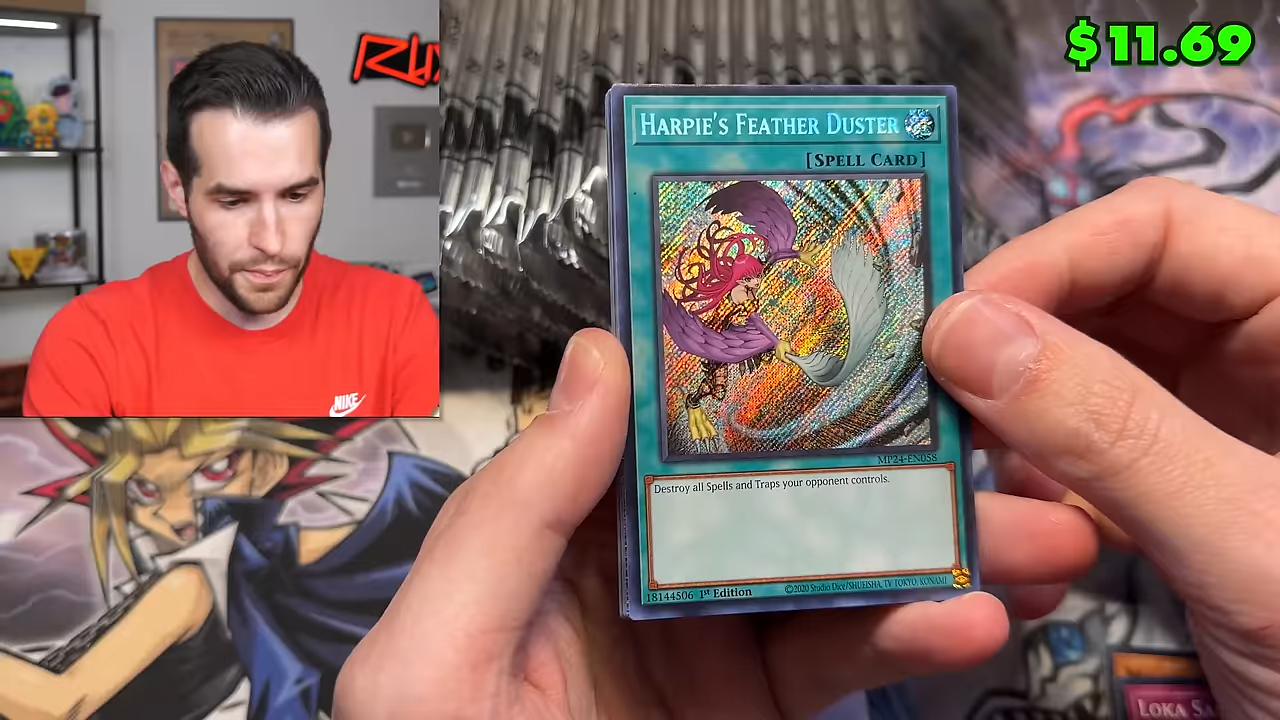 $11.69
HARPIE'S FEATHER DUSTER
[SPELL CARD]
MP24-EN058
Destroy all Spells and Traps your opponent controls.
18144506 1st Edition ©2020 Studio Dice/SHUEISHA, TV TOKYO, KONAMI
NIKE
LOKA